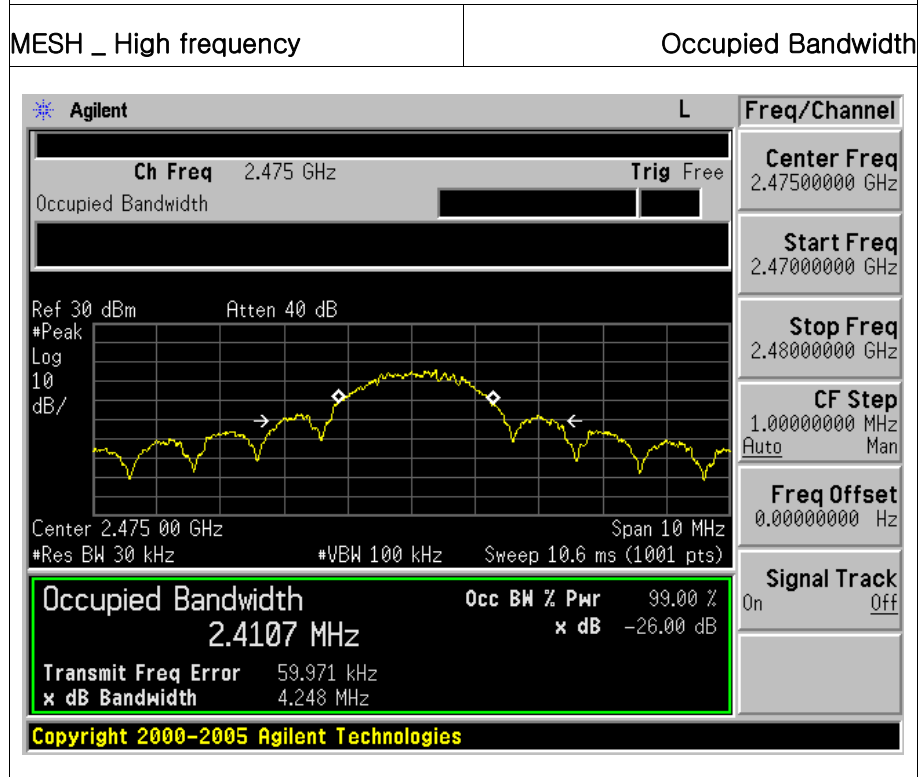 MESH _ High frequency
Occupied Bandwidth
Agilent
L
Freq/Channel
Ch Freq 2.475 GHz
Trig Free
Occupied Bandwidth
Center Freq
2.47500000 GHz
Start Freq
2.47000000 GHz
Stop Freq
2.48000000 GHz
CF Step
1.00000000 MHz
Auto Man
Freq Offset
0.00000000 Hz
Signal Track
On Off
Ref 30 dBm
Atten 40 dB
#Peak
Log
10
dB/
Center 2.475 00 GHz
Span 10 MHz
#Res BW 30 kHz
#VBW 100 kHz
Sweep 10.6 ms (1001 pts)
Occupied Bandwidth
2.4107 MHz
Occ BW % Pwr 99.00 %
x dB -26.00 dB
Transmit Freq Error 59.971 kHz
x dB Bandwidth 4.248 MHz
Copyright 2000-2005 Agilent Technologies